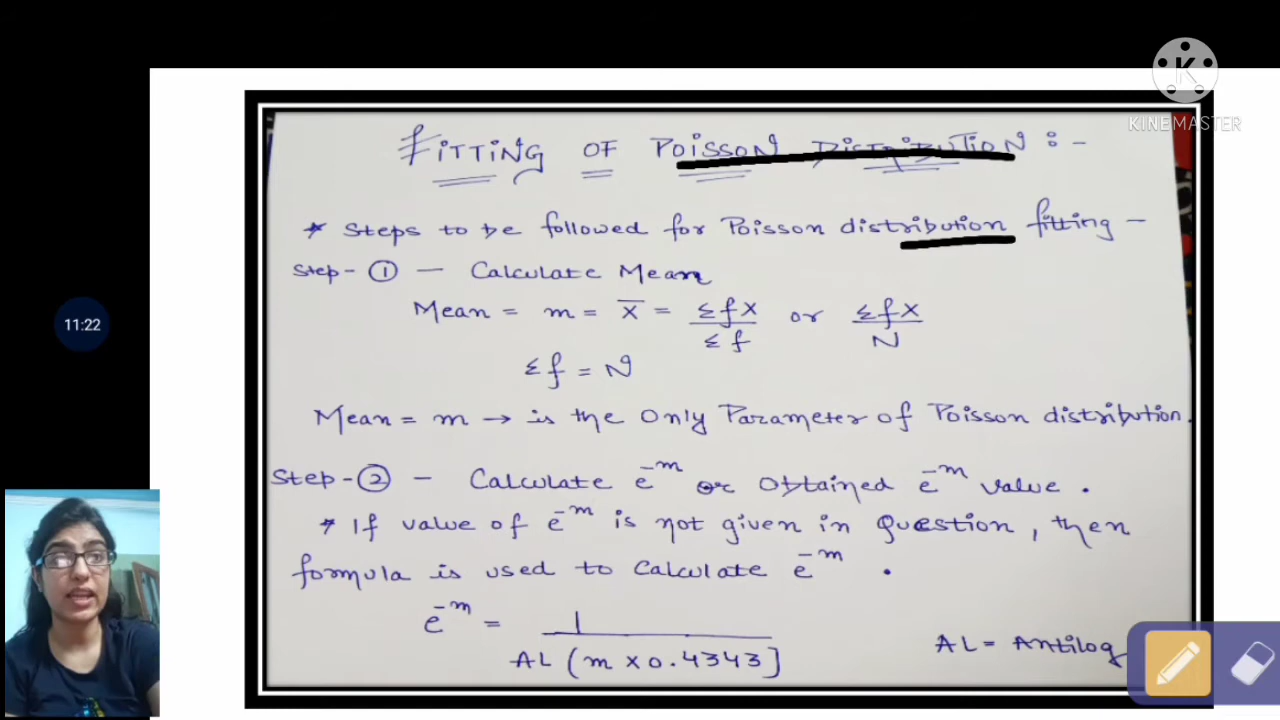 KINEMASTER
FITTING OF POISSON DISTRIBUTION :-
* Steps to be followed for Poisson distribution fitting -
Step-① - Calculate Mean
Mean = m = X̅ = ΣfX / Σf or ΣfX / N
Σf = N
Mean = m → is the Only Parameter of Poisson distribution.
Step-② - Calculate e⁻ᵐ or Obtained e⁻ᵐ value.
* If value of e⁻ᵐ is not given in question, then
formula is used to calculate e⁻ᵐ.
e⁻ᵐ = 1 / AL (m x 0.4343]
AL = Antilog
11:22